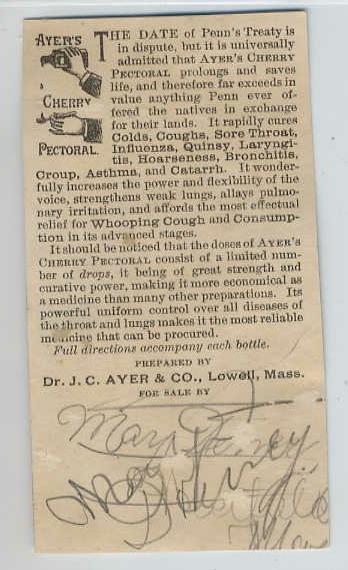 AYER'S
CHERRY
PECTORAL.
THE DATE of Penn's Treaty is
in dispute, but it is universally
admitted that AYER'S CHERRY
PECTORAL prolongs and saves
life, and therefore far exceeds in
value anything Penn ever of-
fered the natives in exchange
for their lands. It rapidly cures
Colds, Coughs, Sore Throat,
Influenza, Quinsy, Laryngi-
tis, Hoarseness, Bronchitis,
Croup, Asthma, and Catarrh. It wonder-
fully increases the power and flexibility of the
voice, strengthens weak lungs, allays pulmo-
nary irritation, and affords the most effectual
relief for Whooping Cough and Consump-
tion in its advanced stages.
It should be noticed that the doses of AYER'S
CHERRY PECTORAL consist of a limited num-
ber of drops, it being of great strength and
curative power, making it more economical as
a medicine than many other preparations. Its
powerful uniform control over all diseases of
the throat and lungs makes it the most reliable
medicine that can be procured.
Full directions accompany each bottle.
PREPARED BY
Dr. J. C. AYER & CO., Lowell, Mass.
FOR SALE BY
May